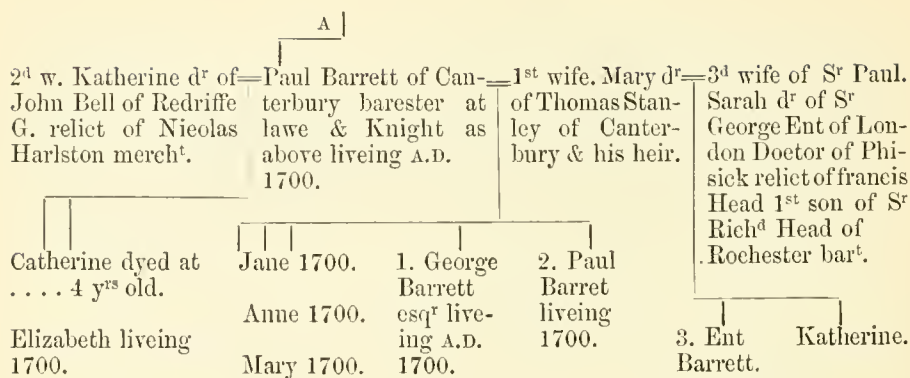 A
2ᵈ w. Katherine dʳ of
John Bell of Redriffe
G. relict of Nieolas
Harlston merchᵗ.
=Paul Barrett of Can-
terbury barester at
lawe & Knight as
above liveing A.D.
1700.
=1ˢᵗ wife. Mary dʳ
of Thomas Stan-
ley of Canter-
bury & his heir.
=3ᵈ wife of Sʳ Paul.
Sarah dʳ of Sʳ
George Ent of Lon-
don Doctor of Phi-
sick relict of francis
Head 1ˢᵗ son of Sʳ
Richᵈ Head of
Rochester barᵗ.
Catherine dyed at
. . . . 4 yʳˢ old.
Elizabeth liveing
1700.
Jane 1700.
Anne 1700.
Mary 1700.
1. George
Barrett
esqʳ live-
ing A.D.
1700.
2. Paul
Barret
liveing
1700.
3. Ent
Barrett.
Katherine.